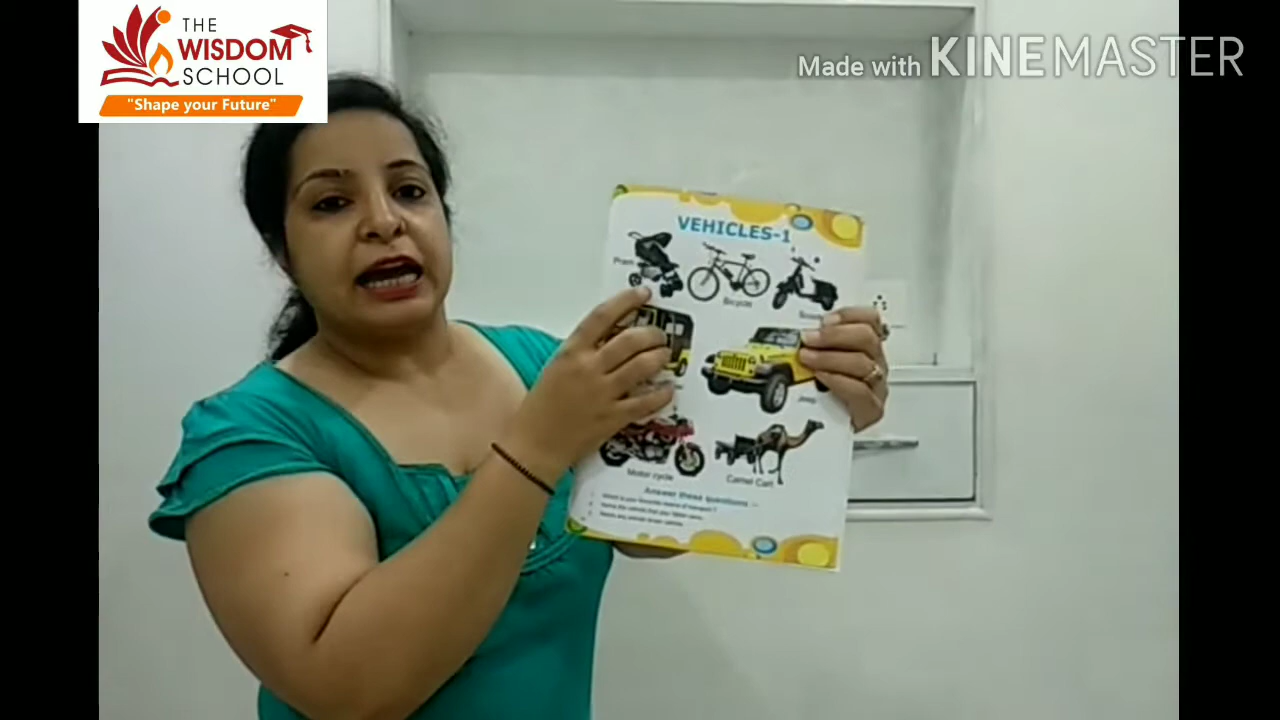 THE
WISDOM
SCHOOL
"Shape your Future"
Made with KINEMASTER
VEHICLES-1
Pram
Bicycle
Jeep
Motor cycle
Camel Cart
Answer these questions :-